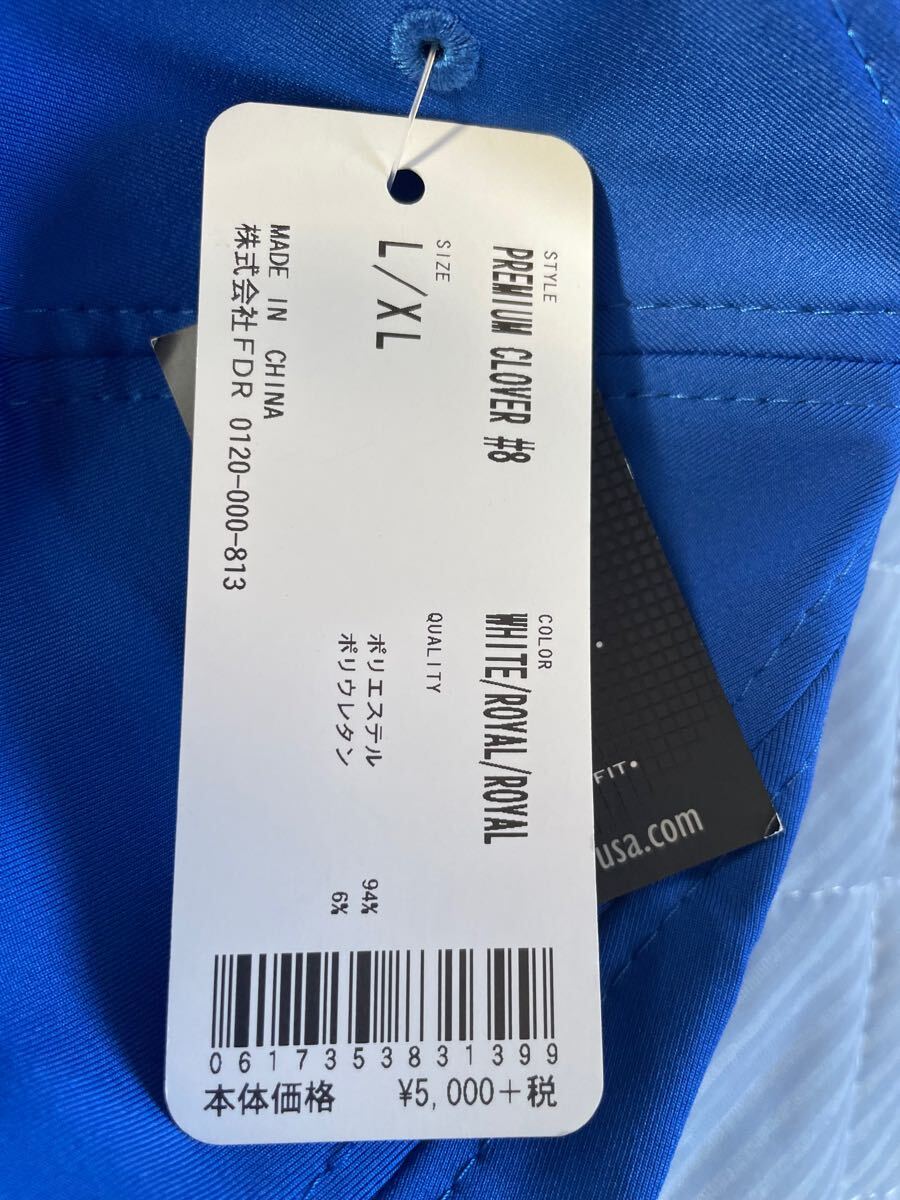 STYLE
PREMIUM CLOVER #8
COLOR
WHITE/ROYAL/ROYAL
SIZE
L/XL
QUALITY
ポリエステル 94%
ポリウレタン 6%
MADE IN CHINA
株式会社FDR 0120-000-813
0617353831399
本体価格 ¥5,000+税
FIT
usa.com